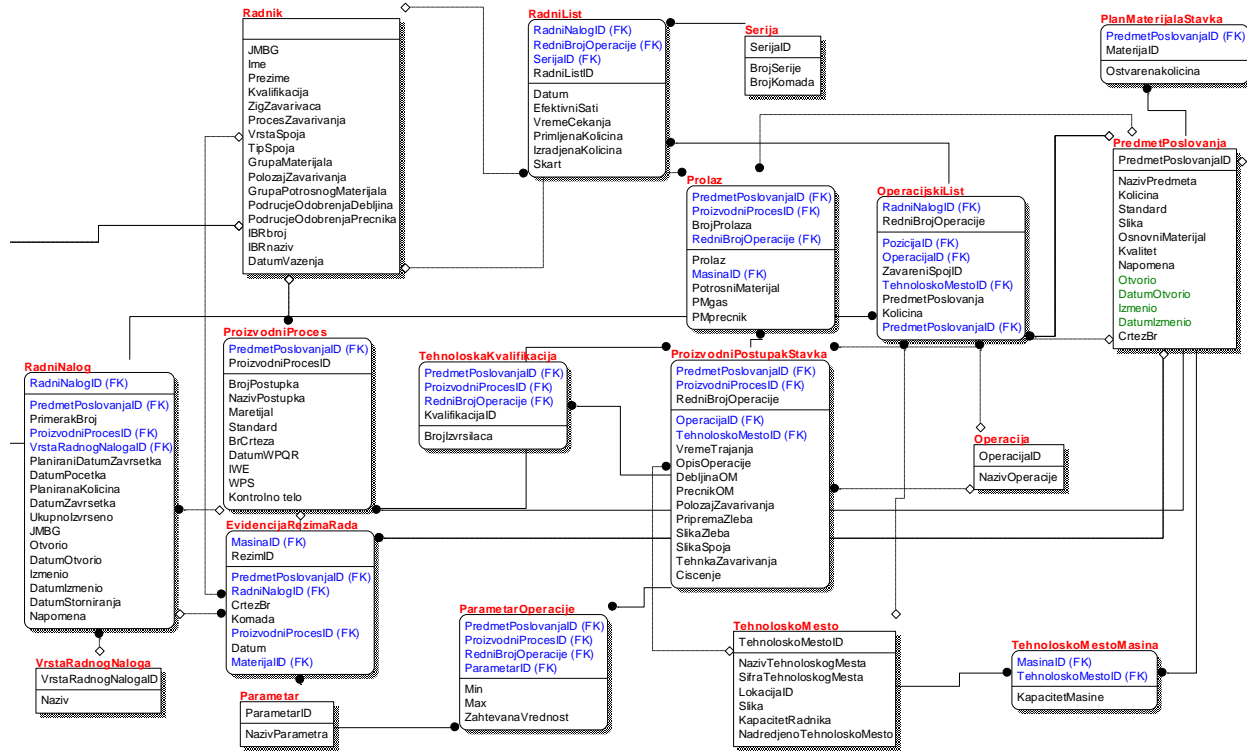 Radnik
JMBG
Ime
Prezime
Kvalifikacija
ZigZavarivaca
ProcesZavarivanja
VrstaSpoja
TipSpoja
GrupaMaterijala
PolozajZavarivanja
GrupaPotrosnogMaterijala
PodrucjeOdobrenjaDebljina
PodrucjeOdobrenjaPrecnika
IBRbroj
IBRnaziv
DatumVazenja
RadniList
RadniNalogID (FK)
RedniBrojOperacije (FK)
SerijaID (FK)
RadniListID
Datum
EfektivniSati
VremeCekanja
PrimljenaKolicina
IzradjenaKolicina
Skart
Serija
SerijaID
BrojSerije
BrojKomada
PlanMaterijalaStavka
PredmetPoslovanjaID (FK)
MaterijaID
Ostvarenakolicina
PredmetPoslovanja
PredmetPoslovanjaID
NazivPredmeta
Kolicina
Standard
Slika
OsnovniMaterijal
Kvalitet
Napomena
Otvorio
DatumOtvorio
Izmenio
DatumIzmenio
CrtezBr
Prolaz
PredmetPoslovanjaID (FK)
ProizvodniProcesID (FK)
BrojProlaza
RedniBrojOperacije (FK)
Prolaz
MasinaID (FK)
PotrosniMaterijal
PMgas
PMprecnik
OperacijskiList
RadniNalogID (FK)
RedniBrojOperacije
PozicijaID (FK)
OperacijaID (FK)
ZavareniSpojID
TehnoloskoMestoID (FK)
PredmetPoslovanja
Kolicina
PredmetPoslovanjaID (FK)
RadniNalog
RadniNalogID (FK)
PredmetPoslovanjaID (FK)
PrimerakBroj
ProizvodniProcesID (FK)
VrstaRadnogNalogaID (FK)
PlaniraniDatumZavrsetka
DatumPocetka
PlaniranaKolicina
DatumZavrsetka
UkupnoIzvrseno
JMBG
Otvorio
DatumOtvorio
Izmenio
DatumIzmenio
DatumStorniranja
Napomena
ProizvodniProces
PredmetPoslovanjaID (FK)
ProizvodniProcesID
BrojPostupka
NazivPostupka
Maretijal
Standard
BrCrteza
DatumWPQR
IWE
WPS
Kontrolno telo
TehnoloskaKvalifikacija
PredmetPoslovanjaID (FK)
ProizvodniProcesID (FK)
RedniBrojOperacije (FK)
KvalifikacijaID
BrojIzvrsilaca
ProizvodniPostupakStavka
PredmetPoslovanjaID (FK)
ProizvodniProcesID (FK)
RedniBrojOperacije
OperacijaID (FK)
TehnoloskoMestoID (FK)
VremeTrajanja
OpisOperacije
DebljinaOM
PrecnikOM
PolozajZavarivanja
PripremaZleba
SlikaZleba
SlikaSpoja
TehnkaZavarivanja
Ciscenje
Operacija
OperacijaID
NazivOperacije
EvidencijaRezimaRada
MasinaID (FK)
RezimID
PredmetPoslovanjaID (FK)
RadniNalogID (FK)
CrtezBr
Komada
ProizvodniProcesID (FK)
Datum
MaterijalID (FK)
ParametarOperacije
PredmetPoslovanjaID (FK)
ProizvodniProcesID (FK)
RedniBrojOperacije (FK)
ParametarID (FK)
Min
Max
ZahtevanaVrednost
TehnoloskoMesto
TehnoloskoMestoID
NazivTehnoloskogMesta
SifraTehnoloskogMesta
LokacijaID
Slika
KapacitetRadnika
NadredjenoTehnoloskoMesto
TehnoloskoMestoMasina
MasinaID (FK)
TehnoloskoMestoID (FK)
KapacitetMasine
VrstaRadnogNaloga
VrstaRadnogNalogaID
Naziv
Parametar
ParametarID
NazivParametra